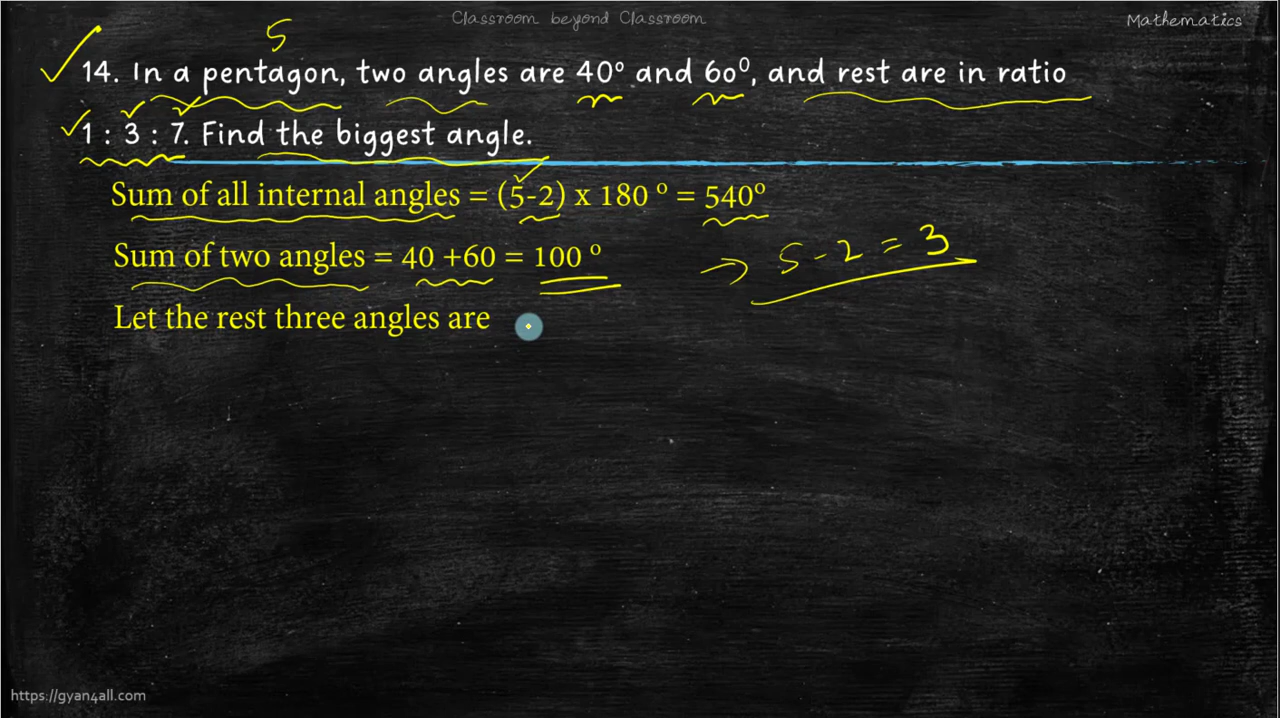 Classroom beyond Classroom
Mathematics
5
14. In a pentagon, two angles are 40° and 60⁰, and rest are in ratio
1 : 3 : 7. Find the biggest angle.
Sum of all internal angles = (5-2) x 180 ° = 540°
Sum of two angles = 40 +60 = 100 °
→ 5 - 2 = 3
Let the rest three angles are
https://gyan4all.com